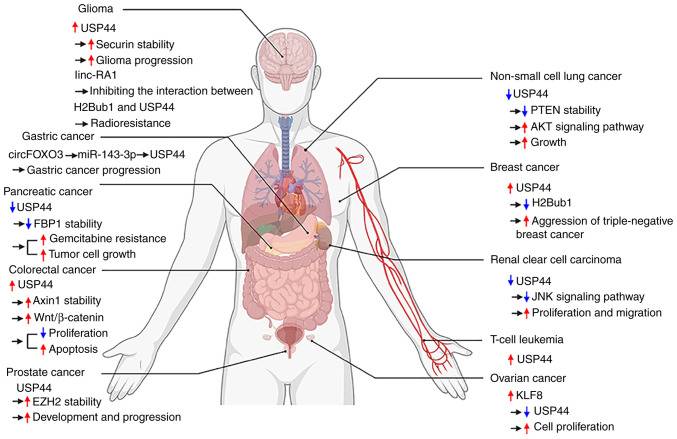 Glioma
↑USP44
→↑Securin stability
→↑Glioma progression
linc-RA1
→Inhibiting the interaction between
H2Bub1 and USP44
→Radioresistance
Gastric cancer
circFOXO3→miR-143-3p→USP44
→Gastric cancer progression
Pancreatic cancer
↓USP44
→↓FBP1 stability
→↑Gemcitabine resistance
↑Tumor cell growth
Colorectal cancer
↑USP44
→↑Axin1 stability
→↑Wnt/β-catenin
→↓Proliferation
↑Apoptosis
Prostate cancer
USP44
→↑EZH2 stability
→↑Development and progression
Non-small cell lung cancer
↓USP44
→↓PTEN stability
→↑AKT signaling pathway
→↑Growth
Breast cancer
↑USP44
→↓H2Bub1
→↑Aggression of triple-negative
breast cancer
Renal clear cell carcinoma
↓USP44
→↓JNK signaling pathway
→↑Proliferation and migration
T-cell leukemia
↑USP44
Ovarian cancer
↑KLF8
→↓USP44
→↑Cell proliferation